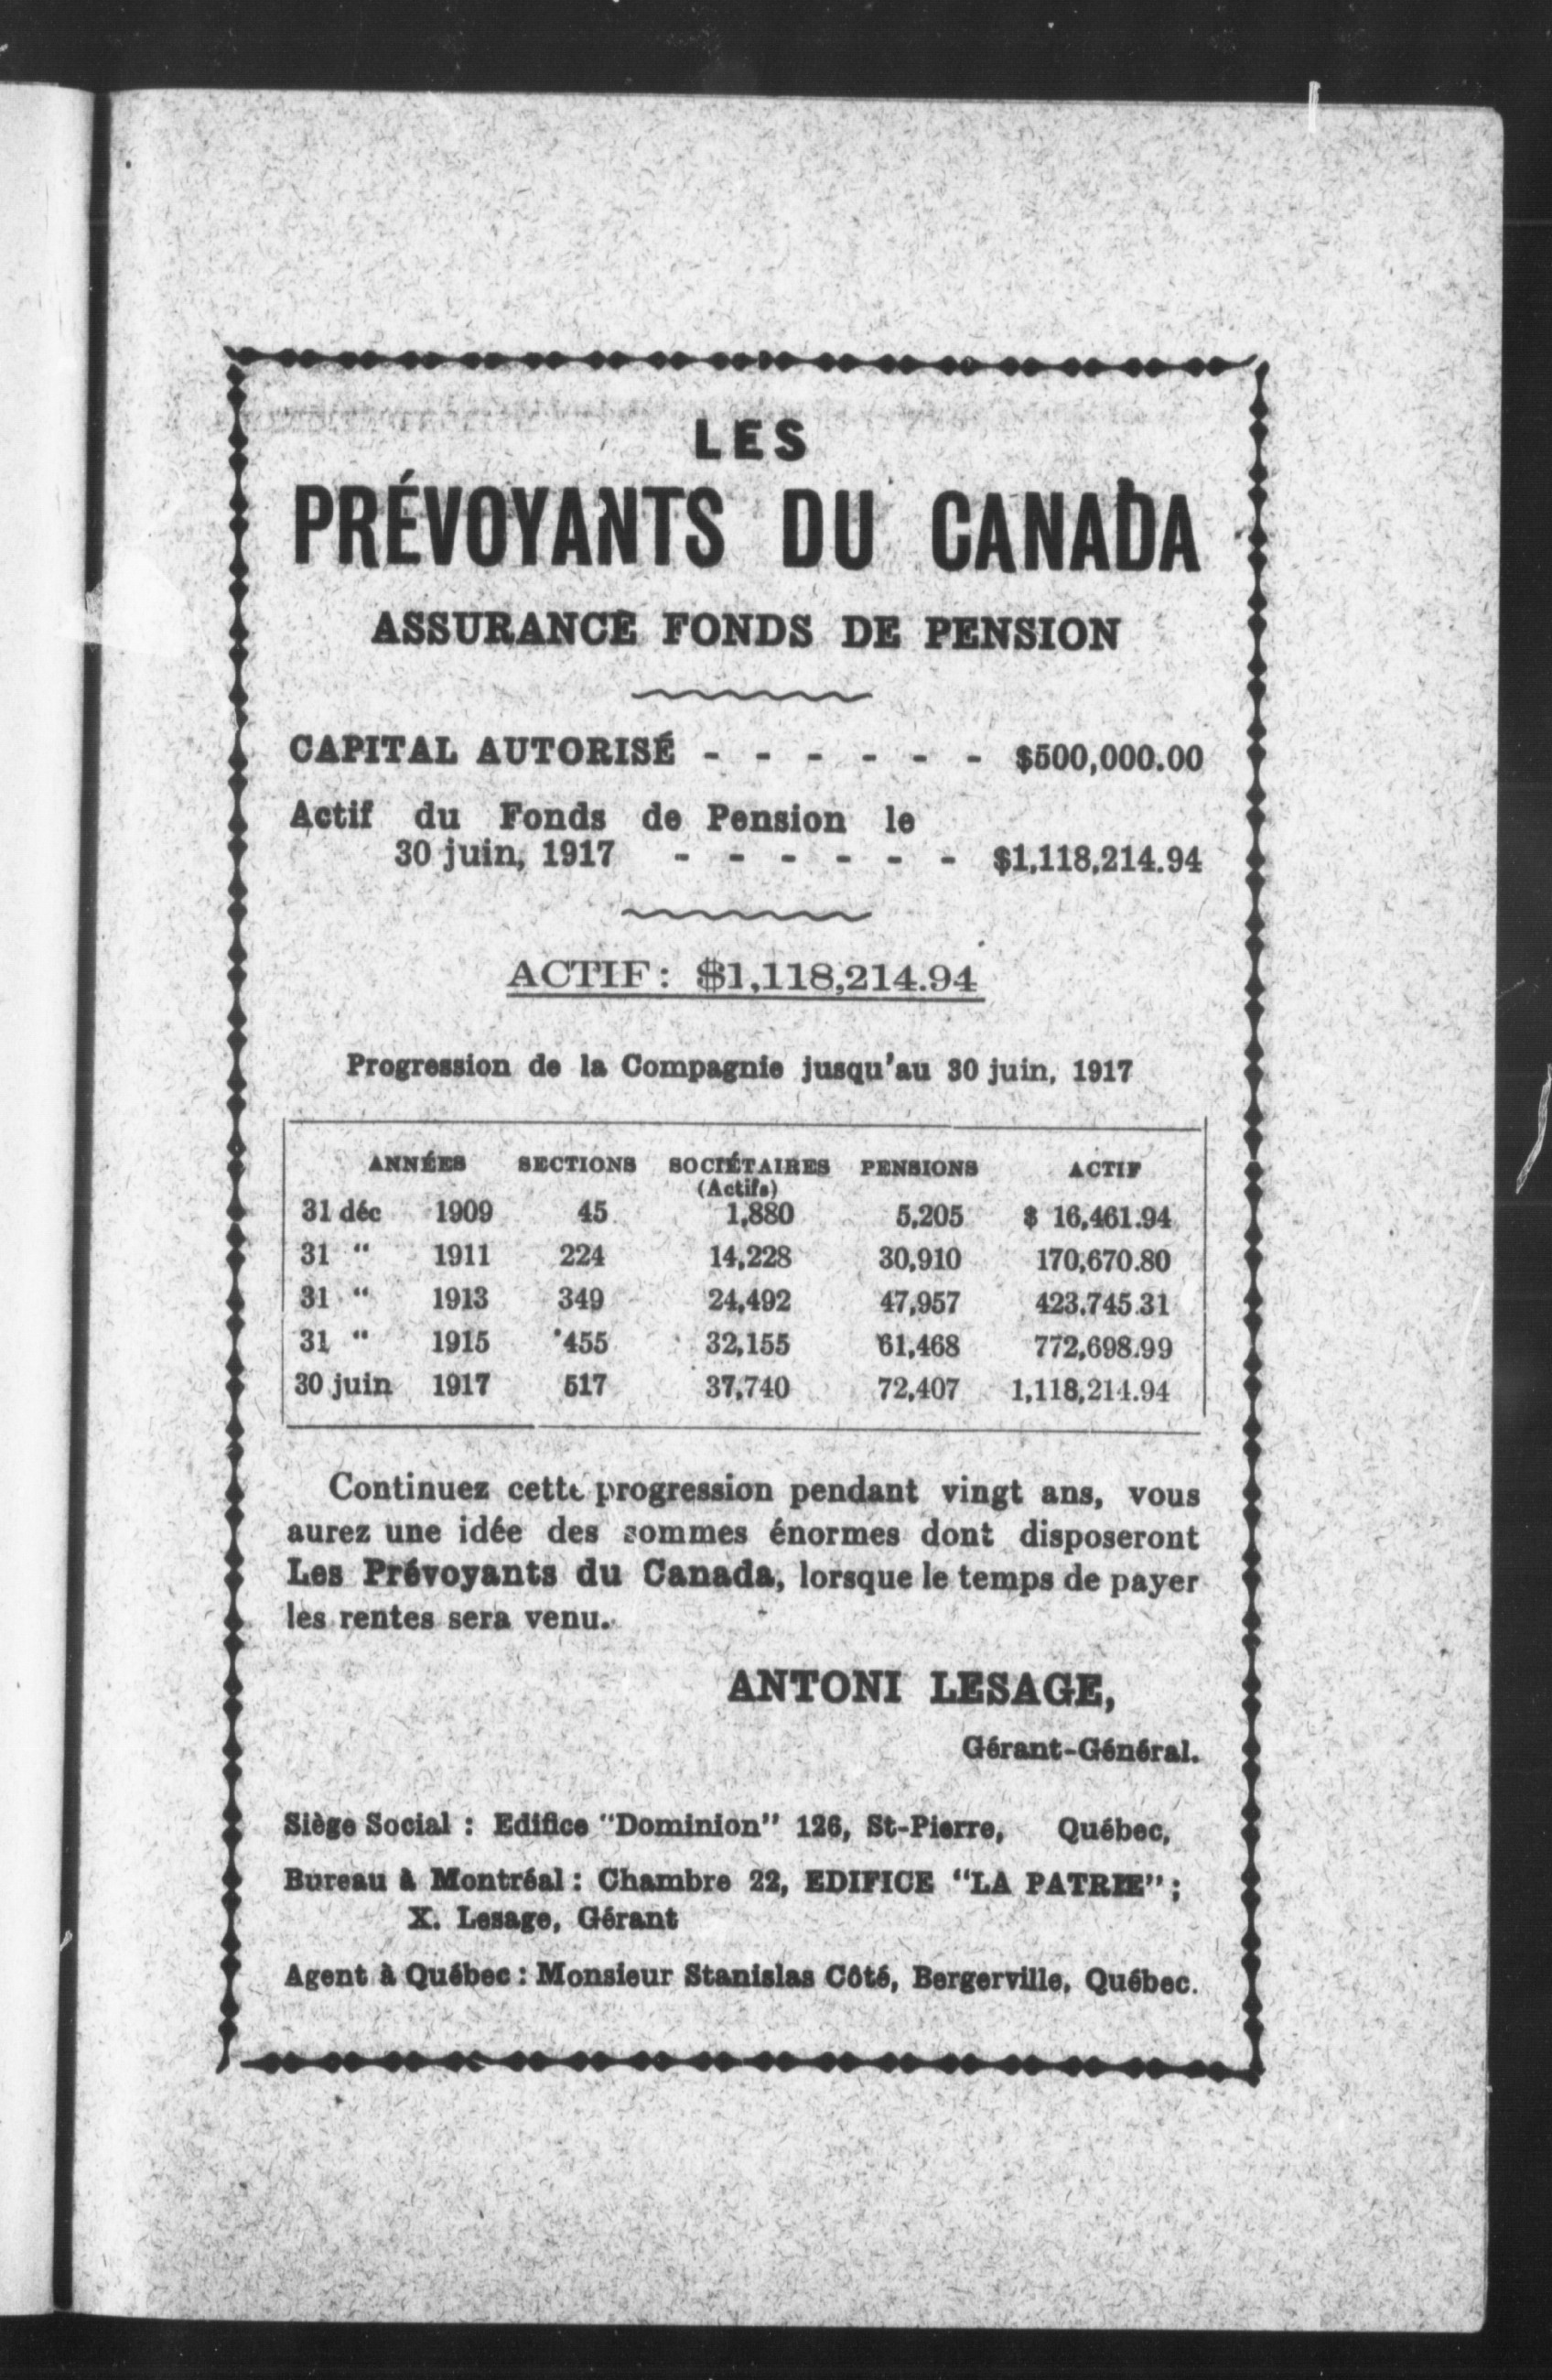 LES
PRÉVOYANTS DU CANADA
ASSURANCE FONDS DE PENSION
CAPITAL AUTORISÉ - - - - - - $500,000.00
Actif du Fonds de Pension le
30 juin, 1917 - - - - - - $1,118,214.94
ACTIF: $1,118,214.94
Progression de la Compagnie jusqu'au 30 juin, 1917
ANNÉES SECTIONS SOCIÉTAIRES PENSIONS ACTIF
(Actifs)
31 déc 1909 45 1,880 5,205 $ 16,461.94
31 " 1911 224 14,228 30,910 170,670.80
31 " 1913 349 24,492 47,957 423,745.31
31 " 1915 455 32,155 61,468 772,698.99
30 juin 1917 517 37,740 72,407 1,118,214.94
Continuez cette progression pendant vingt ans, vous
aurez une idée des sommes énormes dont disposeront
Les Prévoyants du Canada, lorsque le temps de payer
les rentes sera venu.
ANTONI LESAGE,
Gérant-Général.
Siège Social : Edifice "Dominion" 126, St-Pierre, Québec,
Bureau à Montréal : Chambre 22, EDIFICE "LA PATRIE" ;
X. Lesage, Gérant
Agent à Québec : Monsieur Stanislas Côté, Bergerville, Québec.